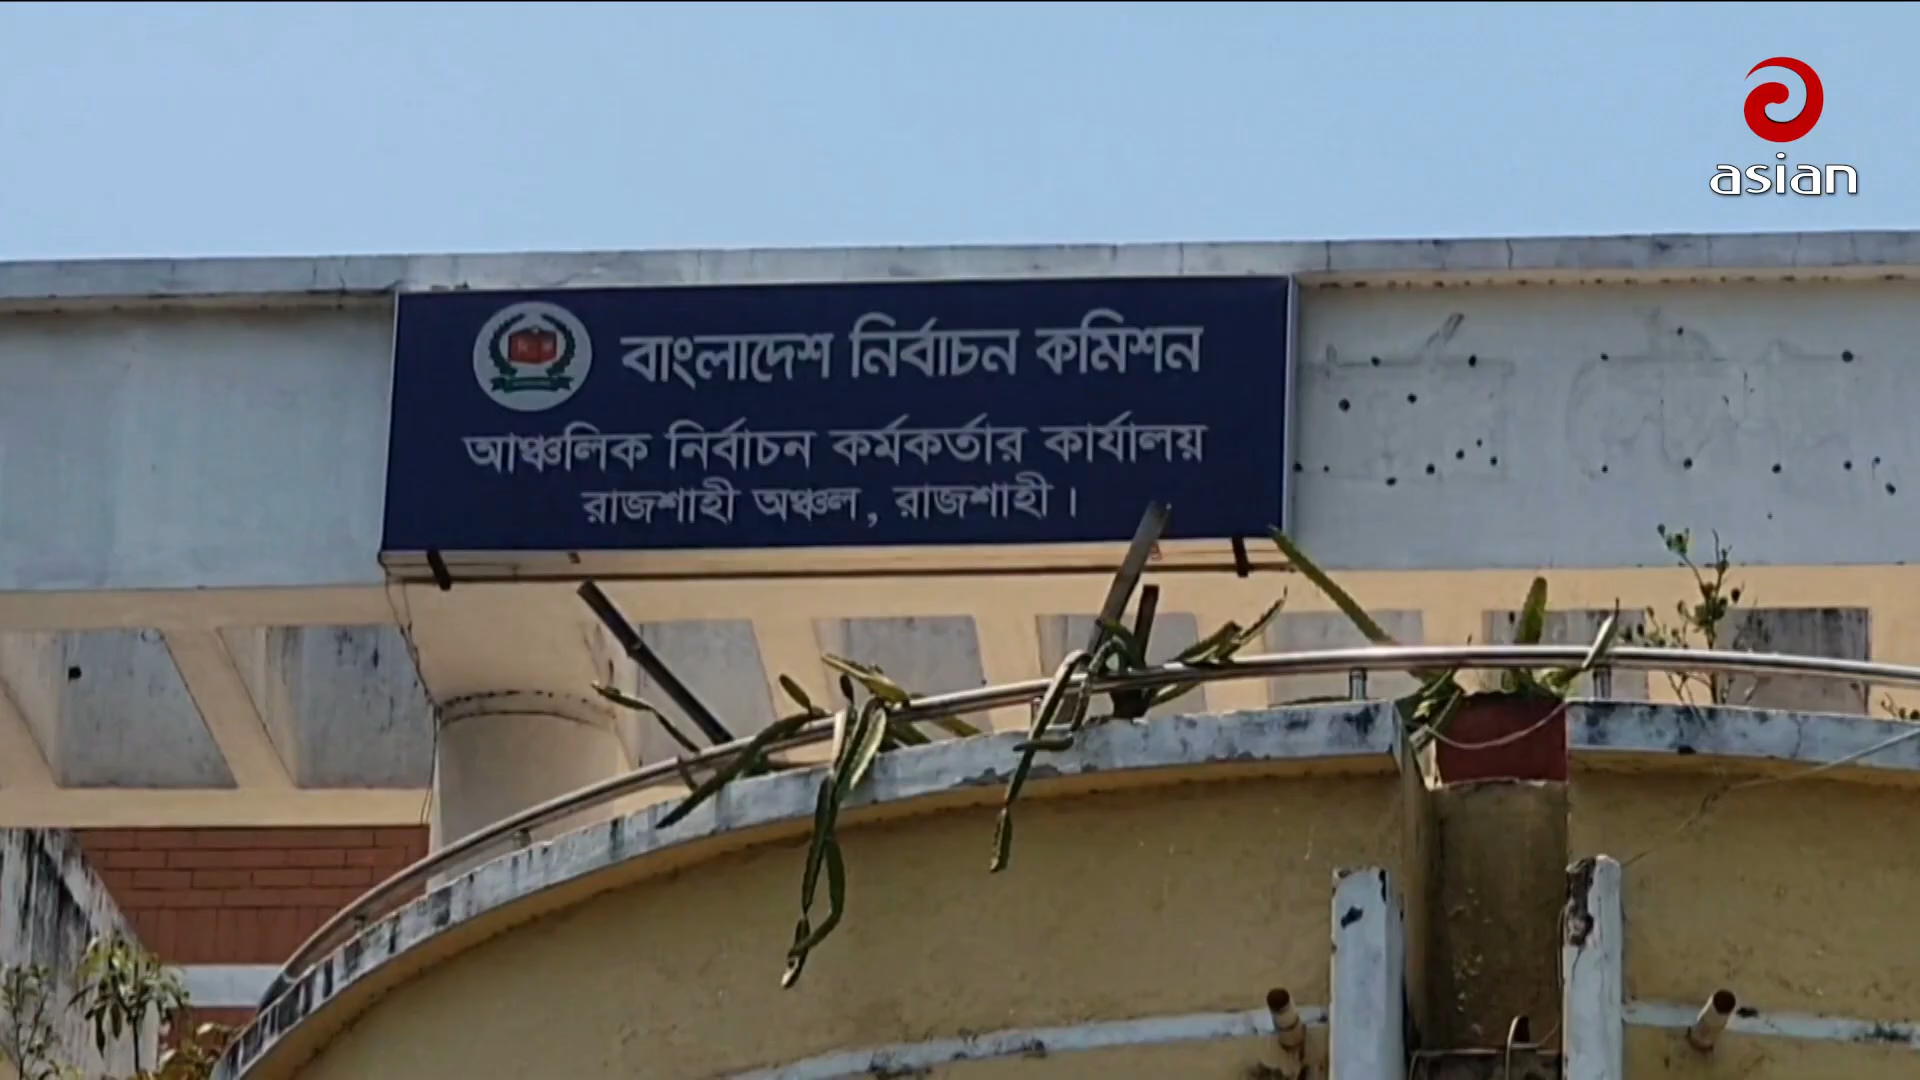 asian
বাংলাদেশ নির্বাচন কমিশন
আঞ্চলিক নির্বাচন কর্মকর্তার কার্যালয়
রাজশাহী অঞ্চল, রাজশাহী।